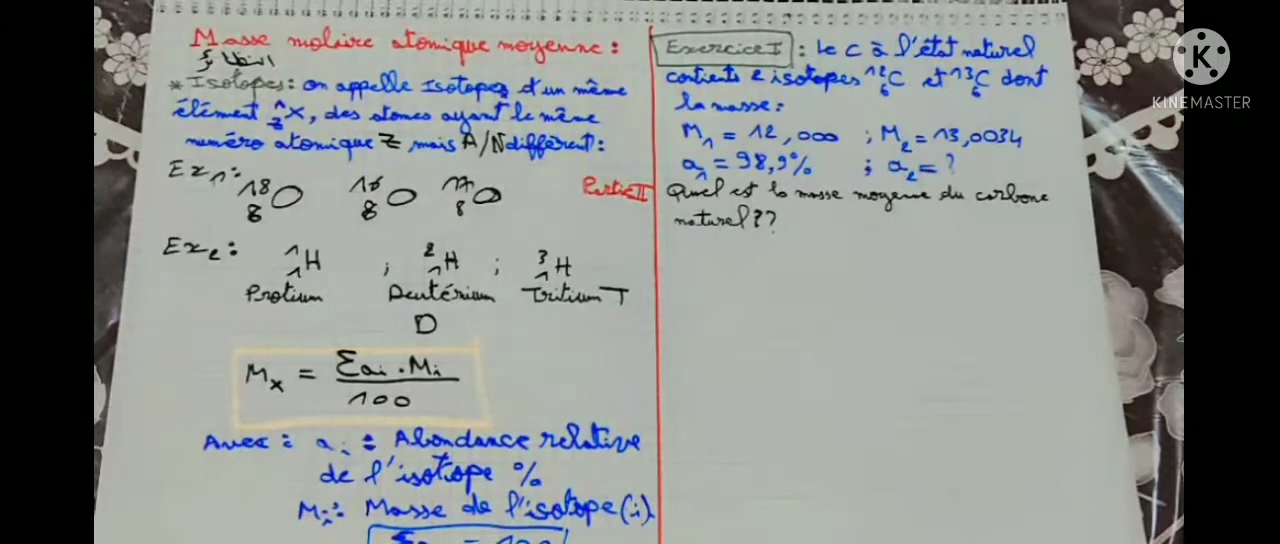 Masse molaire atomique moyenne :
* Isotopes : on appelle Isotopes d'un même
élément ᴬ_Z X, des atomes ayant le même
numéro atomique Z, mais A/N différent :
Ex₁ : ¹⁸₈O ¹⁶₈O ¹⁷₈O
Ex₂ : ¹₁H ; ²₁H ; ³₁H
Protium Deutérium Tritium T
D
Mₓ = Σai . Mi
100
Avec : ai : Abondance relative
de l'isotope %
Mi : Masse de l'isotope (i)
= 100
Partie II
Exercice I : Le C à l'état naturel
contients 2 isotopes ¹²₆C et ¹³₆C dont
la masse :
M₁ = 12,000 ; M₂ = 13,0034
a₁ = 98,9% ; a₂ = ?
Quel est la masse moyenne du carbone
naturel ??
K
KINEMASTER